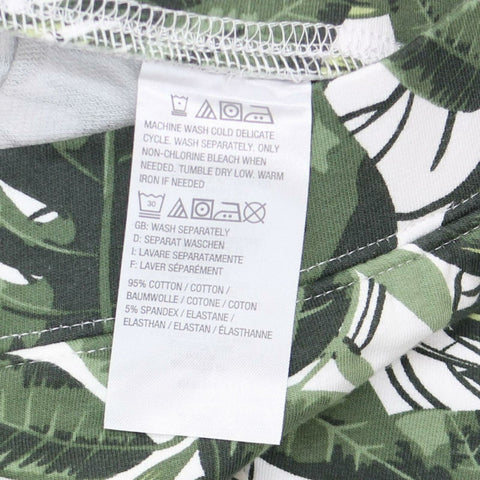 MACHINE WASH COLD DELICATE
CYCLE. WASH SEPARATELY. ONLY
NON-CHLORINE BLEACH WHEN
NEEDED. TUMBLE DRY LOW. WARM
IRON IF NEEDED
30
GB: WASH SEPARATELY
D: SEPARAT WASCHEN
I: LAVARE SEPARATAMENTE
F: LAVER SÉPARÉMENT
95% COTTON / COTTON /
BAUMWOLLE / COTONE / COTON
5% SPANDEX / ELASTANE /
ELASTHAN / ELASTAN / ÉLASTHANNE